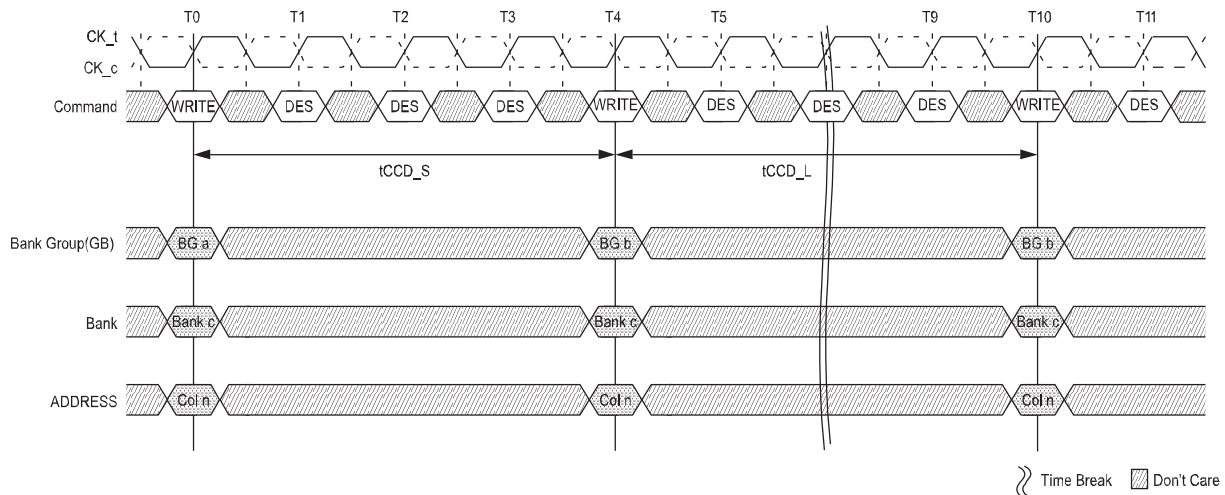 T0 T1 T2 T3 T4 T5 T9 T10 T11
CK_t
CK_c
Command WRITE DES DES DES WRITE DES DES DES WRITE DES
tCCD_S tCCD_L
Bank Group(GB) BG a BG b BG b
Bank Bank c Bank c Bank c
ADDRESS Col n Col n Col n
Time Break Don't Care